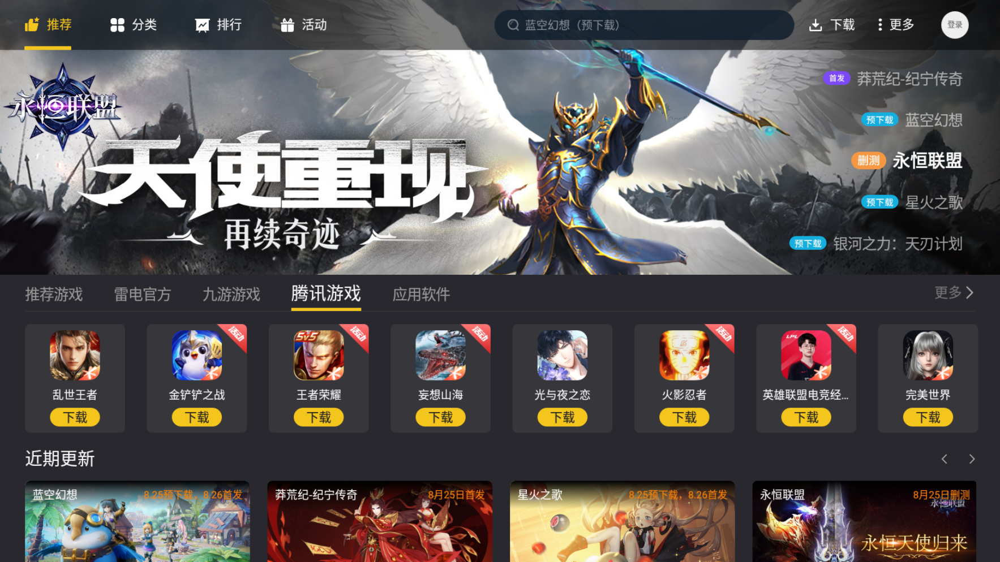 推荐
分类
排行
活动
蓝空幻想（预下载）
下载
更多
登录
永恒联盟
天使重现
再续奇迹
首发 莽荒纪-纪宁传奇
预下载 蓝空幻想
删测 永恒联盟
预下载 星火之歌
预下载 银河之力：天刃计划
推荐游戏
雷电官方
九游游戏
腾讯游戏
应用软件
更多
活动
5v5
活动
活动
活动
LPL
活动
乱世王者
金铲铲之战
王者荣耀
妄想山海
光与夜之恋
火影忍者
英雄联盟电竞经...
完美世界
下载
下载
下载
下载
下载
下载
下载
下载
近期更新
蓝空幻想
8.25预下载，8.26首发
莽荒纪-纪宁传奇
8月25日首发
星火之歌
8.25预下载，8.26首发
永恒联盟
8月25日删测
永恒联盟
永恒天使归来